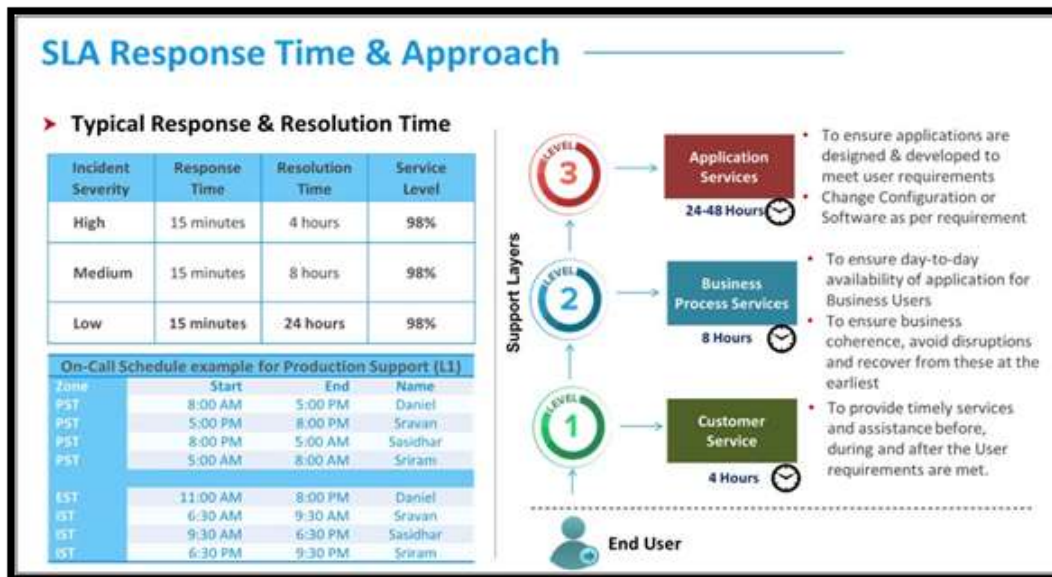 SLA Response Time & Approach
➤ Typical Response & Resolution Time
Incident Severity Response Time Resolution Time Service Level
High 15 minutes 4 hours 98%
Medium 15 minutes 8 hours 98%
Low 15 minutes 24 hours 98%
On-Call Schedule example for Production Support (L1)
Zone Start End Name
PST 8:00 AM 5:00 PM Daniel
PST 5:00 PM 8:00 PM Sravan
PST 8:00 PM 5:00 AM Sasidhar
PST 5:00 AM 8:00 AM Sriram
EST 11:00 AM 8:00 PM Daniel
IST 6:30 AM 9:30 AM Sravan
IST 9:30 AM 6:30 PM Sasidhar
IST 6:30 PM 9:30 PM Sriram
Support Layers
LEVEL
3
Application
Services
24-48 Hours
• To ensure applications are
designed & developed to
meet user requirements
• Change Configuration or
Software as per requirement
LEVEL
2
Business
Process Services
8 Hours
• To ensure day-to-day
availability of application for
Business Users
• To ensure business
coherence, avoid disruptions
and recover from these at the
earliest
LEVEL
1
Customer
Service
4 Hours
• To provide timely services
and assistance before,
during and after the User
requirements are met.
End User